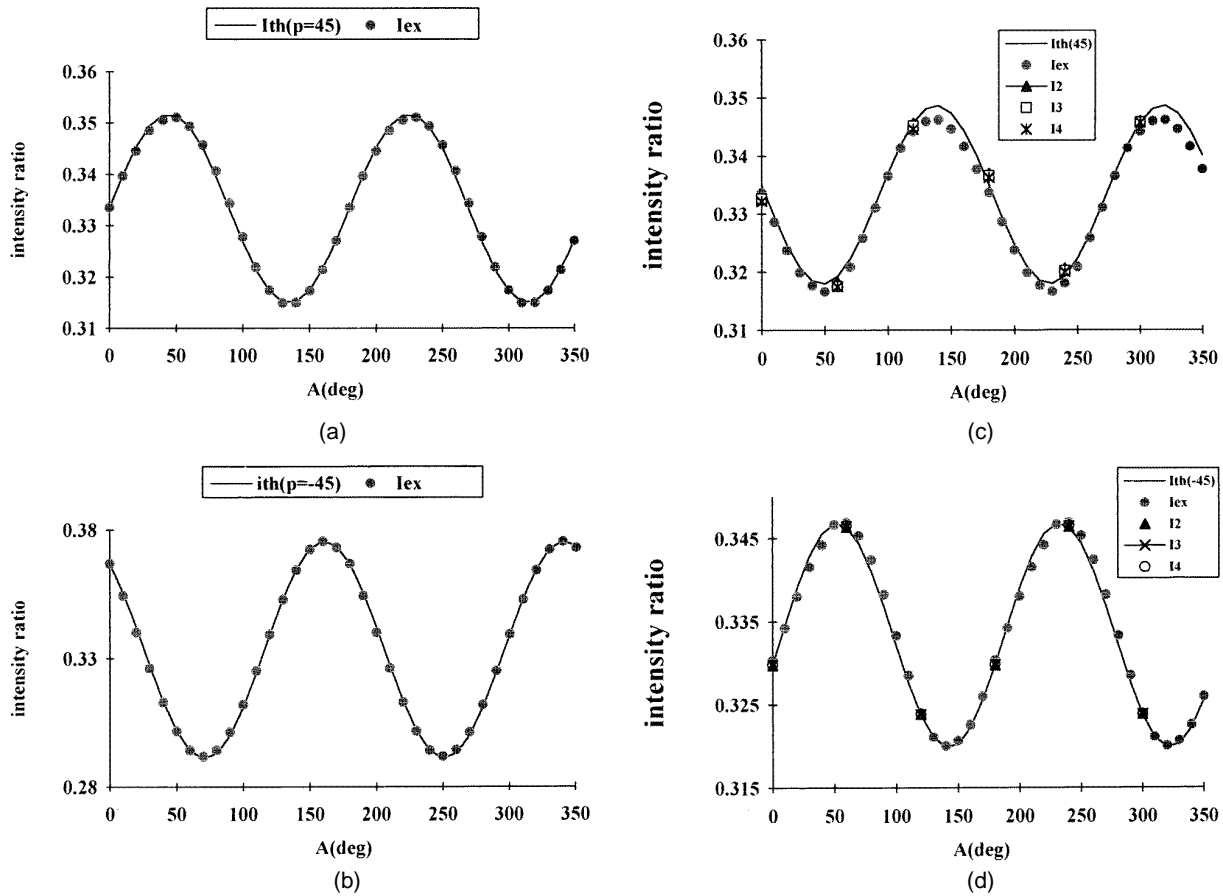 Ith(p=45) Iex
0.36
0.35
0.34
0.33
0.32
0.31
intensity ratio
0 50 100 150 200 250 300 350
A(deg)
(a)
Ith(45)
Iex
I2
I3
I4
0.36
0.35
0.34
0.33
0.32
0.31
intensity ratio
0 50 100 150 200 250 300 350
A(deg)
(c)
ith(p=-45) Iex
0.38
0.33
0.28
intensity ratio
0 50 100 150 200 250 300 350
A(deg)
(b)
Ith(-45)
Iex
I2
I3
I4
0.345
0.335
0.325
0.315
intensity ratio
0 50 100 150 200 250 300 350
A(deg)
(d)